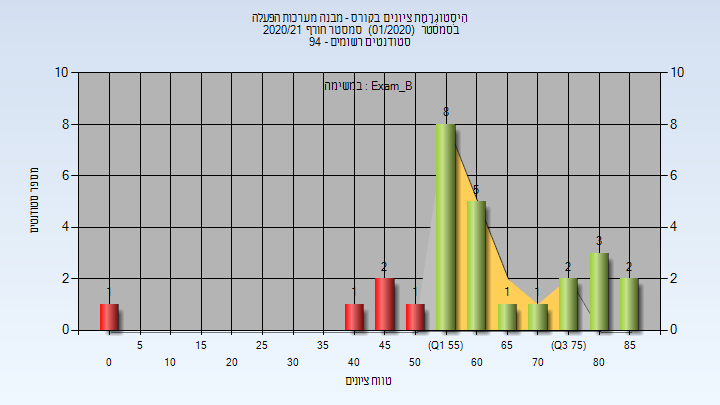 היסטוגרמת ציונים בקורס - מבנה מערכות הפעלה
בסמסטר (01/2020) סמסטר חורף 2020/21
סטודנטים רשומים - 94
במשימה : Exam_B
מספר סטודנטים
10 10
8 8
6 6
4 4
2 2
0 0
1 1 2 1 8 5 1 1 2 3 2
5 15 25 35 45 (Q1 55) 65 (Q3 75) 85
0 10 20 30 40 50 60 70 80
טווח ציונים